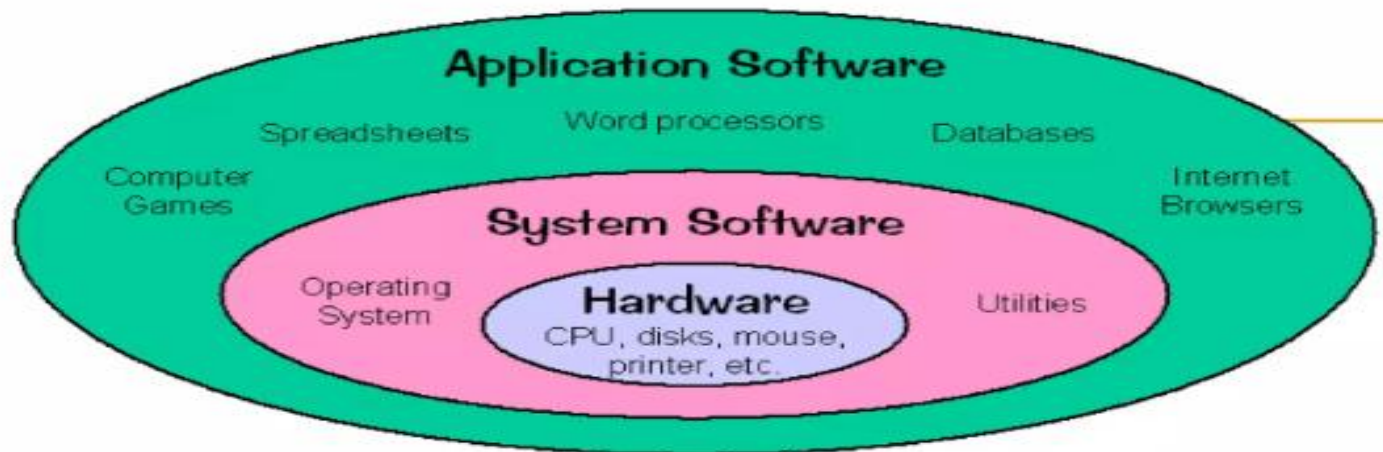 Application Software
Spreadsheets
Word processors
Databases
Computer
Games
Internet
Browsers
System Software
Operating
System
Utilities
Hardware
CPU, disks, mouse,
printer, etc.